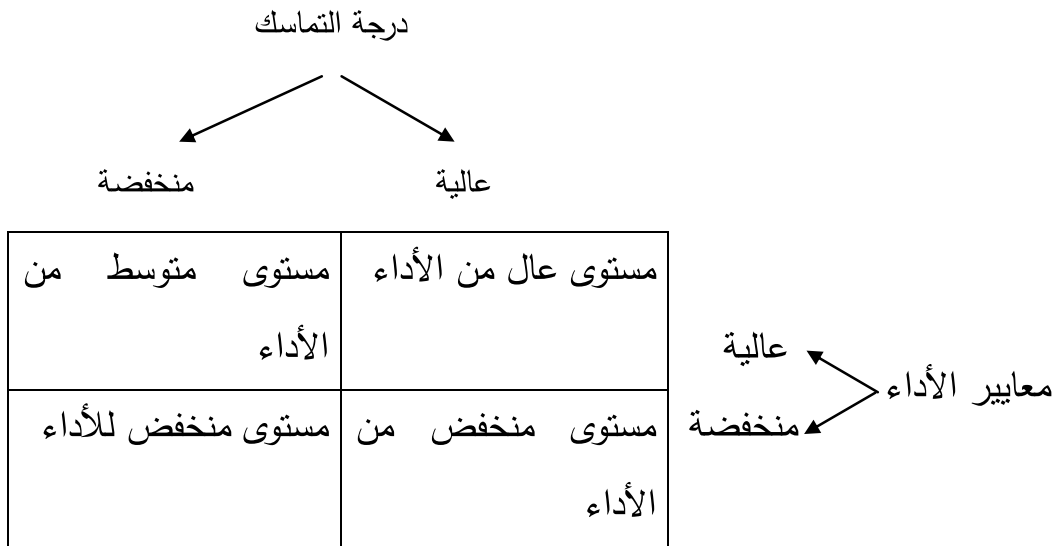 درجة التماسك
عالية
منخفضة
مستوى عال من الأداء
مستوى متوسط من
الأداء
عالية
معايير الأداء
منخفضة
مستوى منخفض من
الأداء
مستوى منخفض للأداء